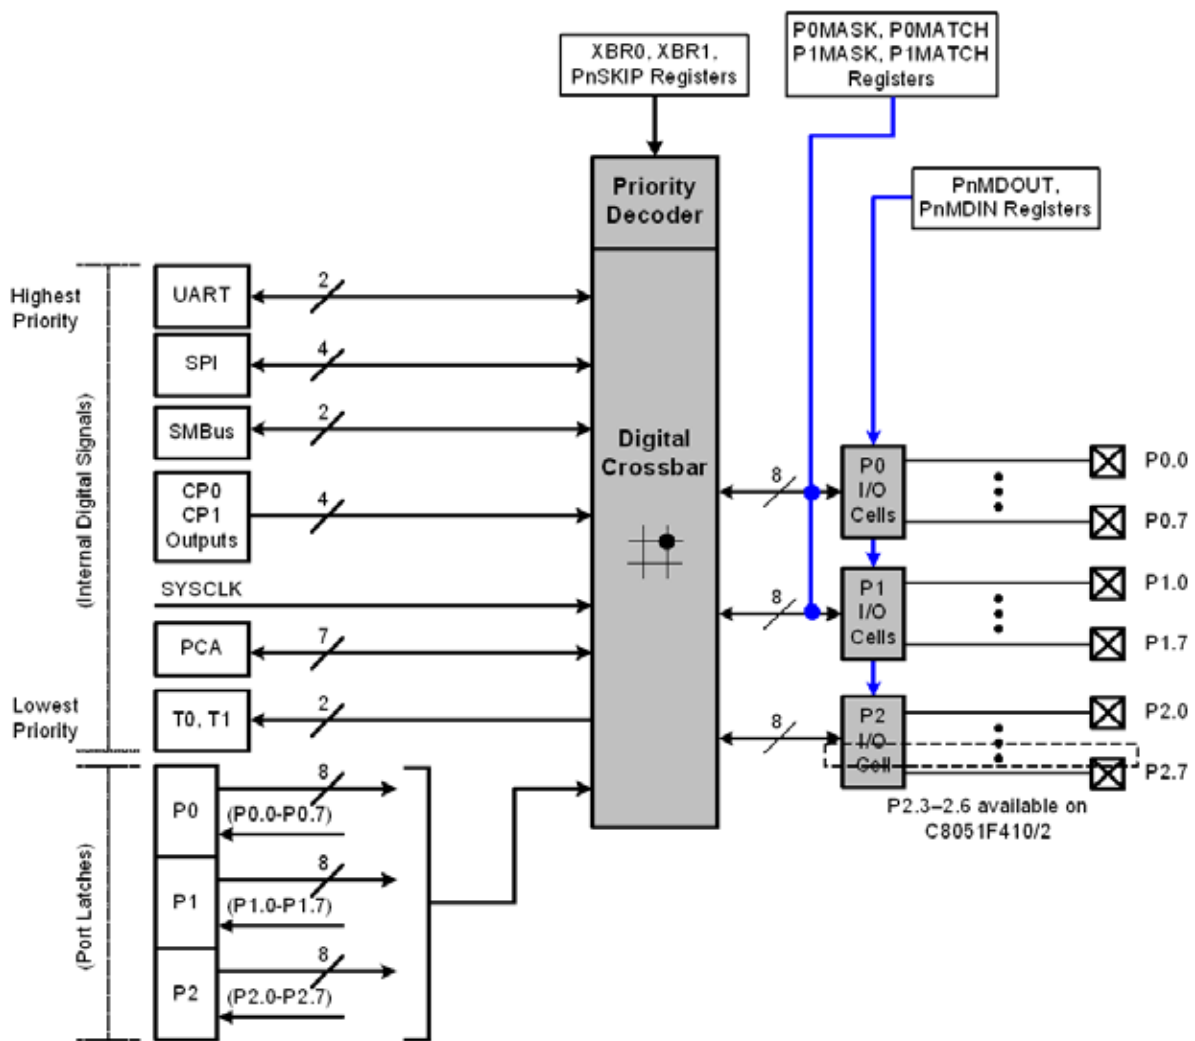 XBR0, XBR1,
PnSKIP Registers
P0MASK, P0MATCH
P1MASK, P1MATCH
Registers
PnMDOUT,
PnMDIN Registers
Priority
Decoder
Digital
Crossbar
Highest
Priority
(Internal Digital Signals)
Lowest
Priority
UART
2
SPI
4
SMBus
2
CP0
CP1
Outputs
4
SYSCLK
PCA
7
T0, T1
2
(Port Latches)
P0
8
(P0.0-P0.7)
P1
8
(P1.0-P1.7)
P2
8
(P2.0-P2.7)
8
P0
I/O
Cells
P0.0
P0.7
8
P1
I/O
Cells
P1.0
P1.7
8
P2
I/O
Cell
P2.0
P2.7
P2.3–2.6 available on
C8051F410/2